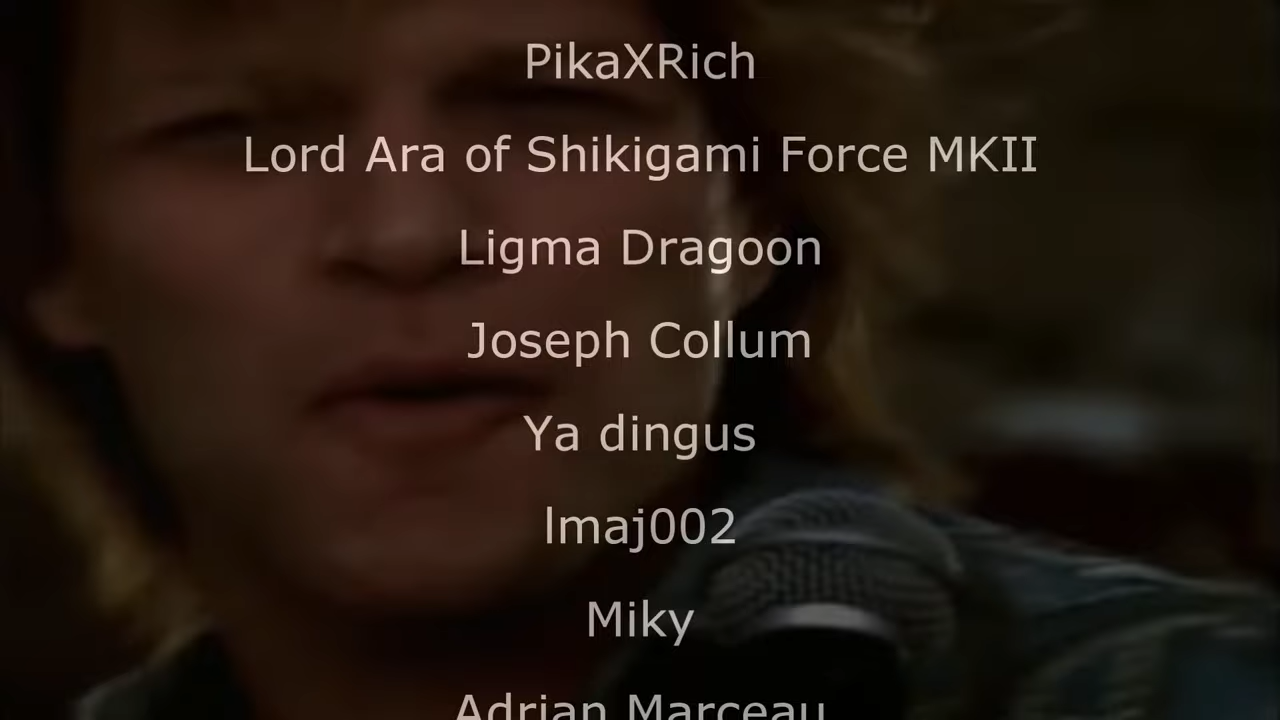 PikaXRich
Lord Ara of Shikigami Force MKII
Ligma Dragoon
Joseph Collum
Ya dingus
lmaj002
Miky
Adrian Marceau